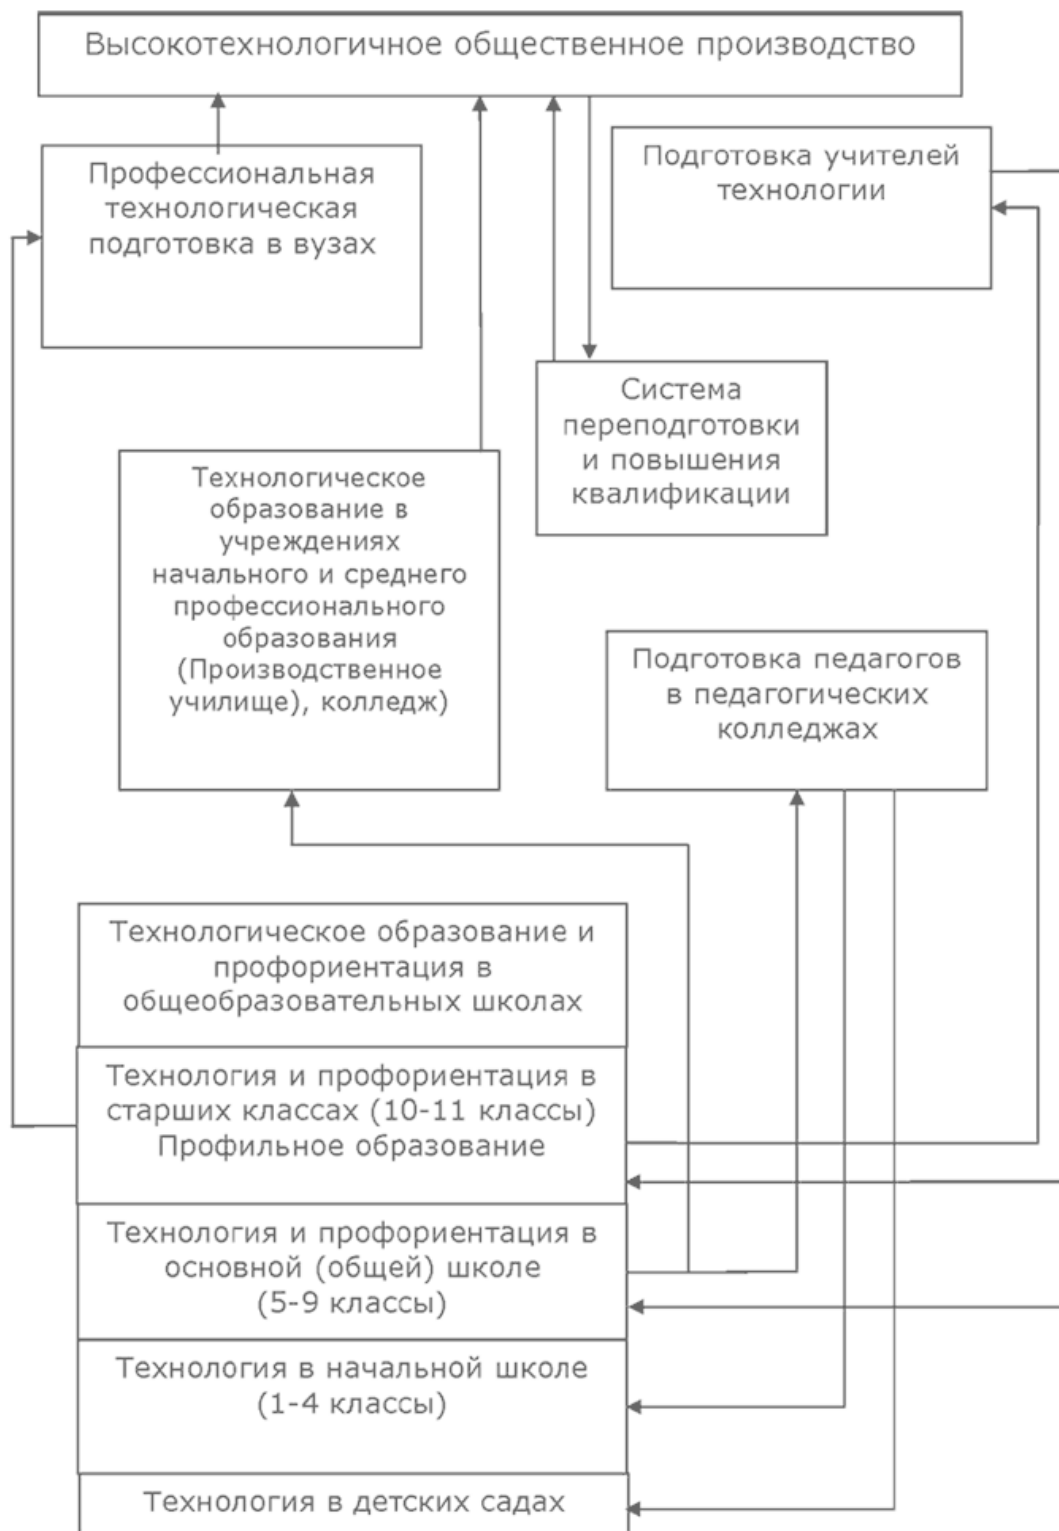 Высокотехнологичное общественное производство
Профессиональная
технологическая
подготовка в вузах
Подготовка учителей
технологии
Система
переподготовки
и повышения
квалификации
Технологическое
образование в
учреждениях
начального и среднего
профессионального
образования
(Производственное
училище), колледж)
Подготовка педагогов
в педагогических
колледжах
Технологическое образование и
профориентация в
общеобразовательных школах
Технология и профориентация в
старших классах (10-11 классы)
Профильное образование
Технология и профориентация в
основной (общей) школе
(5-9 классы)
Технология в начальной школе
(1-4 классы)
Технология в детских садах